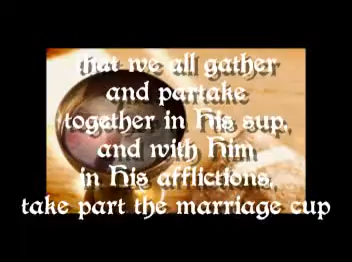 that we all gather
and partake
together in His sup,
and with Him
in His afflictions,
take part the marriage cup